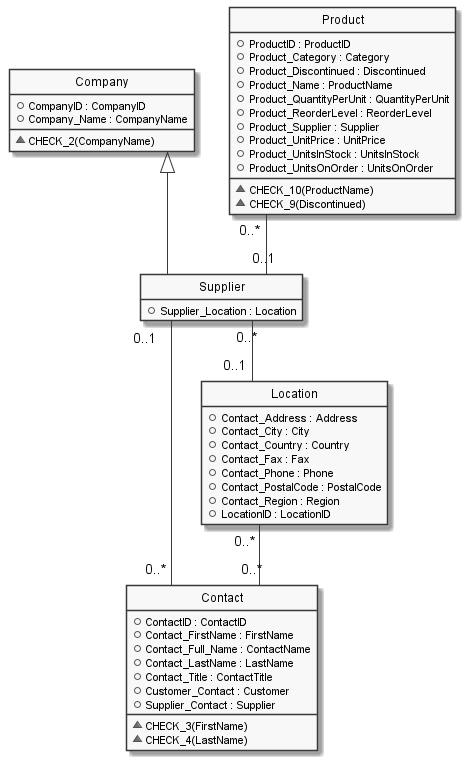 Product
ProductID : ProductID
Product_Category : Category
Product_Discontinued : Discontinued
Product_Name : ProductName
Product_QuantityPerUnit : QuantityPerUnit
Product_ReorderLevel : ReorderLevel
Product_Supplier : Supplier
Product_UnitPrice : UnitPrice
Product_UnitsInStock : UnitsInStock
Product_UnitsOnOrder : UnitsOnOrder
CHECK_10(ProductName)
CHECK_9(Discontinued)
Company
CompanyID : CompanyID
Company_Name : CompanyName
CHECK_2(CompanyName)
0..*
0..1
Supplier
Supplier_Location : Location
0..1
0..*
0..1
Location
Contact_Address : Address
Contact_City : City
Contact_Country : Country
Contact_Fax : Fax
Contact_Phone : Phone
Contact_PostalCode : PostalCode
Contact_Region : Region
LocationID : LocationID
0..*
0..*
0..*
Contact
ContactID : ContactID
Contact_FirstName : FirstName
Contact_Full_Name : ContactName
Contact_LastName : LastName
Contact_Title : ContactTitle
Customer_Contact : Customer
Supplier_Contact : Supplier
CHECK_3(FirstName)
CHECK_4(LastName)